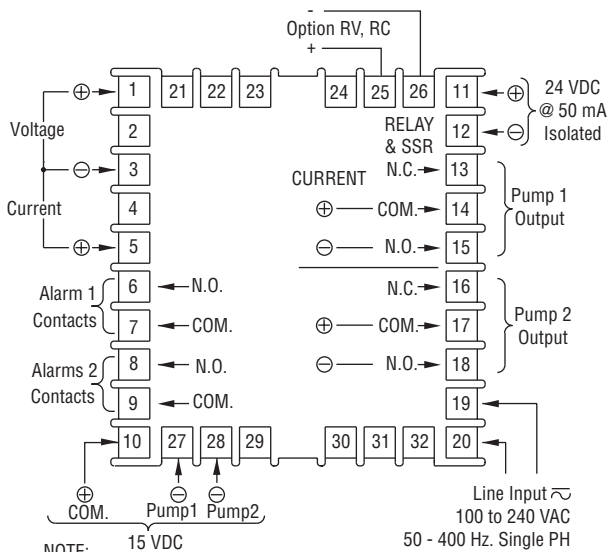 -
Option RV, RC
+
1 21 22 23 24 25 26 11
⊕ ⊖
24 VDC
@ 50 mA
Isolated
Voltage
⊕
⊖
Current
⊕
2
3
4
5
12
RELAY
& SSR
CURRENT
N.C. 13
⊕ COM. 14
⊖ N.O. 15
Pump 1
Output
6 N.O.
7 COM.
Alarm 1
Contacts
8 N.O.
9 COM.
Alarms 2
Contacts
N.C. 16
⊕ COM. 17
⊖ N.O. 18
Pump 2
Output
19
10 27 28 29 30 31 32 20
⊕ ⊖ ⊖
COM. Pump1 Pump2
15 VDC
NOTE:
Line Input
100 to 240 VAC
50 - 400 Hz. Single PH